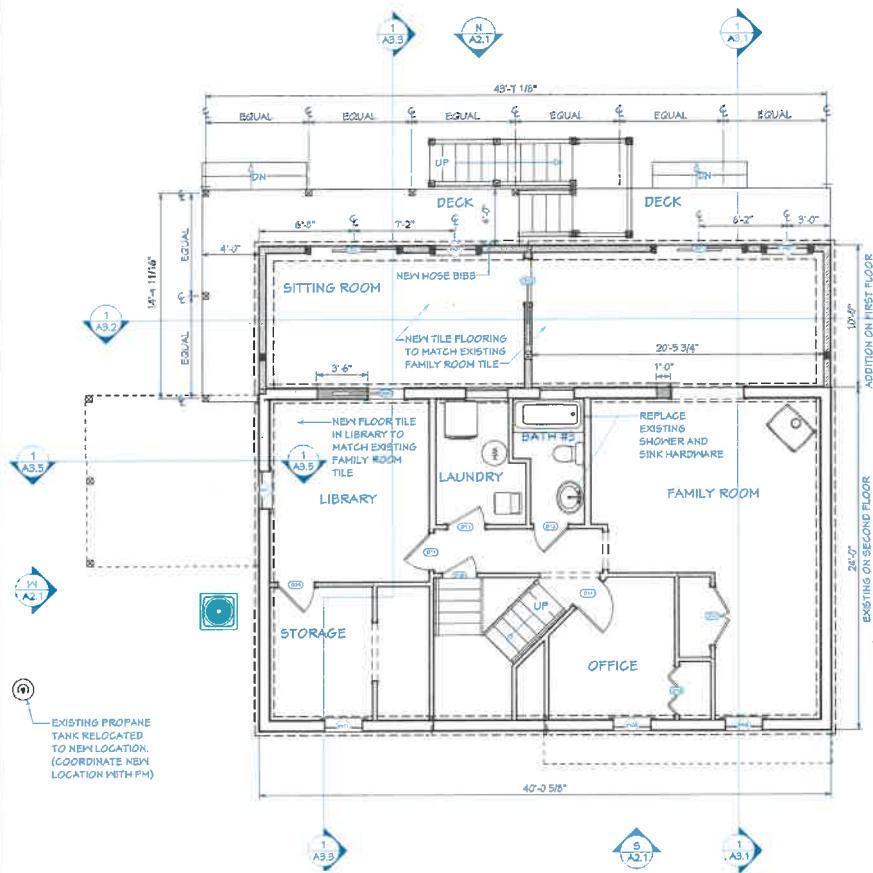 1
A3.3
N
A2.1
1
A3.1
43'-7 1/8"
EQUAL EQUAL EQUAL EQUAL EQUAL EQUAL
UP
DN
DN
DECK
DECK
6'-0"
7'-2"
6'-2"
3'-0"
4'-0"
EQUAL
EQUAL
14'-4 11/16"
NEW HOSE BIBB
SITTING ROOM
1
A3.2
NEW TILE FLOORING
TO MATCH EXISTING
FAMILY ROOM TILE
20'-5 3/4"
3'-6"
1'-0"
ADDITION ON FIRST FLOOR
NEW FLOOR TILE
IN LIBRARY TO
MATCH EXISTING
FAMILY ROOM
TILE
REPLACE
EXISTING
SHOWER AND
SINK HARDWARE
BATH #3
1
A3.5
1
A3.5
LIBRARY
LAUNDRY
FAMILY ROOM
24'-0"
EXISTING ON SECOND FLOOR
W
A2.1
UP
STORAGE
OFFICE
EXISTING PROPANE
TANK RELOCATED
TO NEW LOCATION.
(COORDINATE NEW
LOCATION WITH PM)
40'-0 5/8"
1
A3.3
S
A2.1
1
A3.1